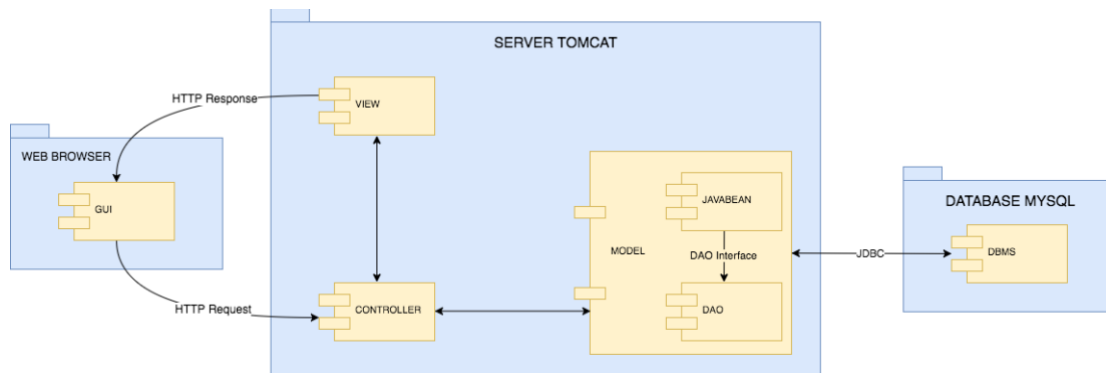 SERVER TOMCAT
HTTP Response
VIEW
WEB BROWSER
GUI
JAVABEAN
DATABASE MYSQL
MODEL
DAO Interface
JDBC
DBMS
HTTP Request
CONTROLLER
DAO